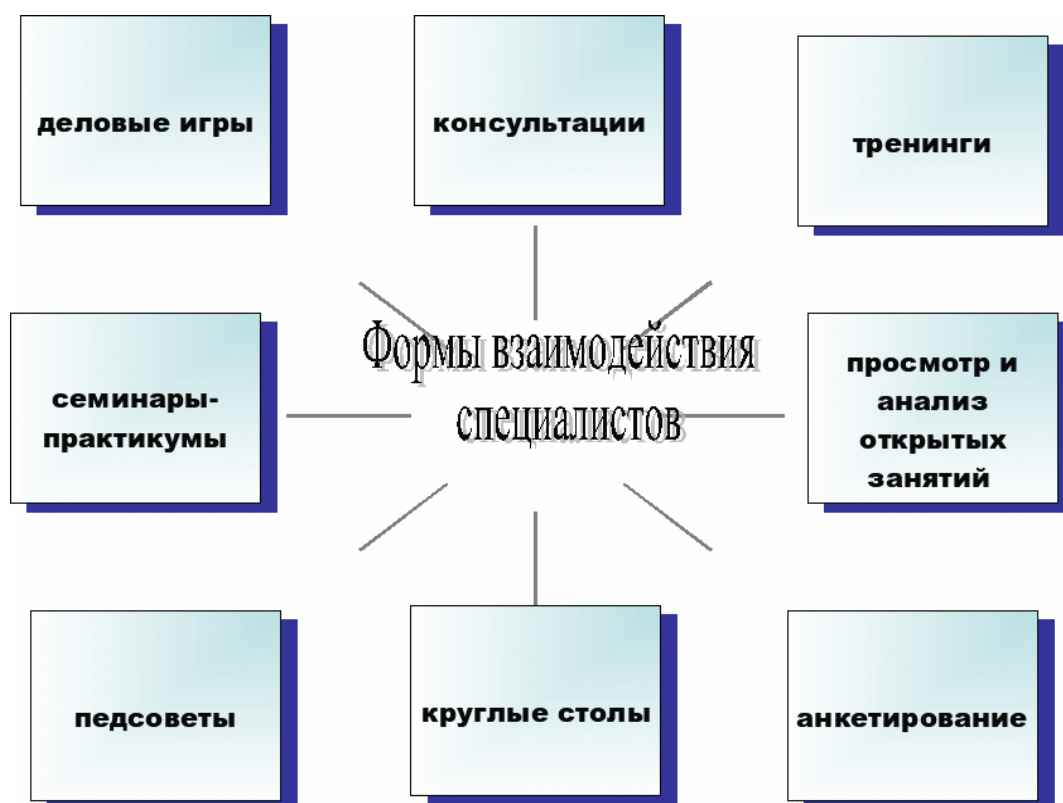 деловые игры
консультации
тренинги
Формы взаимодействия
специалистов
семинары-
практикумы
просмотр и
анализ
открытых
занятий
педсоветы
круглые столы
анкетирование